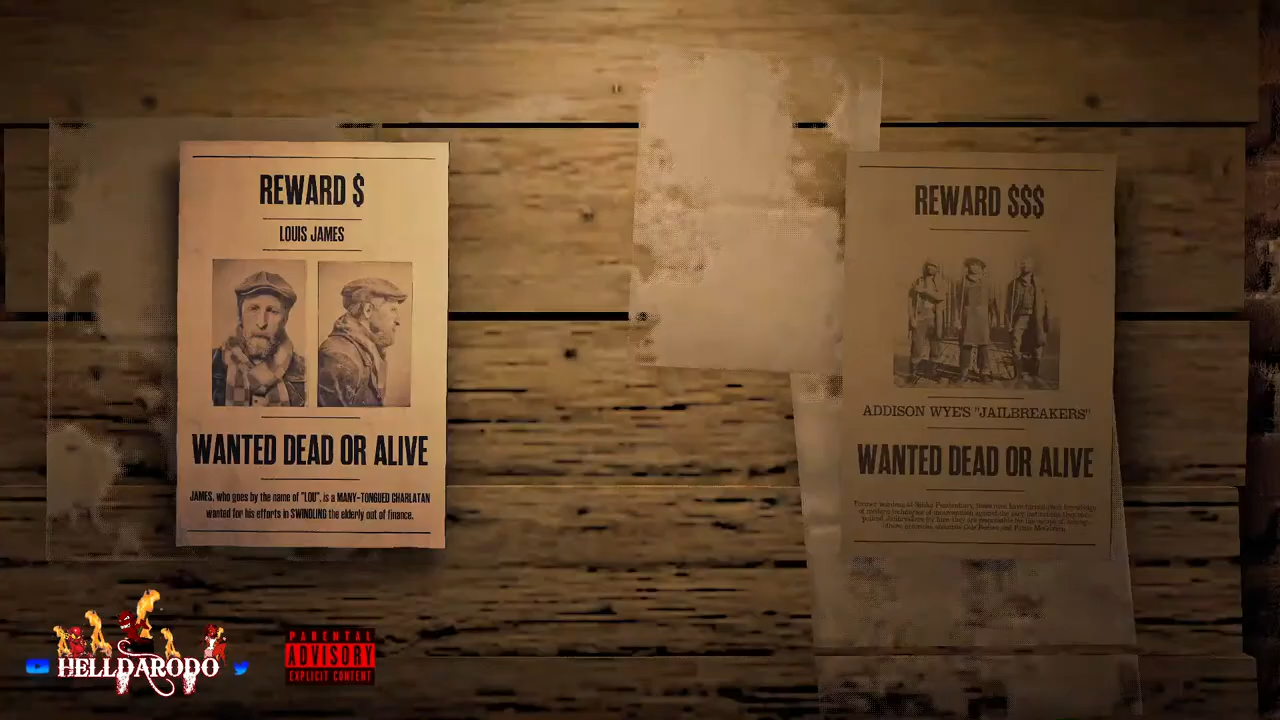 REWARD $
LOUIS JAMES
WANTED DEAD OR ALIVE
JAMES, who goes by the name of "LOU", is a MANY-TONGUED CHARLATAN
wanted for his efforts in SWINDLING the elderly out of finance.
REWARD $$$
ADDISON WYE'S "JAILBREAKERS"
WANTED DEAD OR ALIVE
HELLDARODO
PARENTAL
ADVISORY
EXPLICIT CONTENT